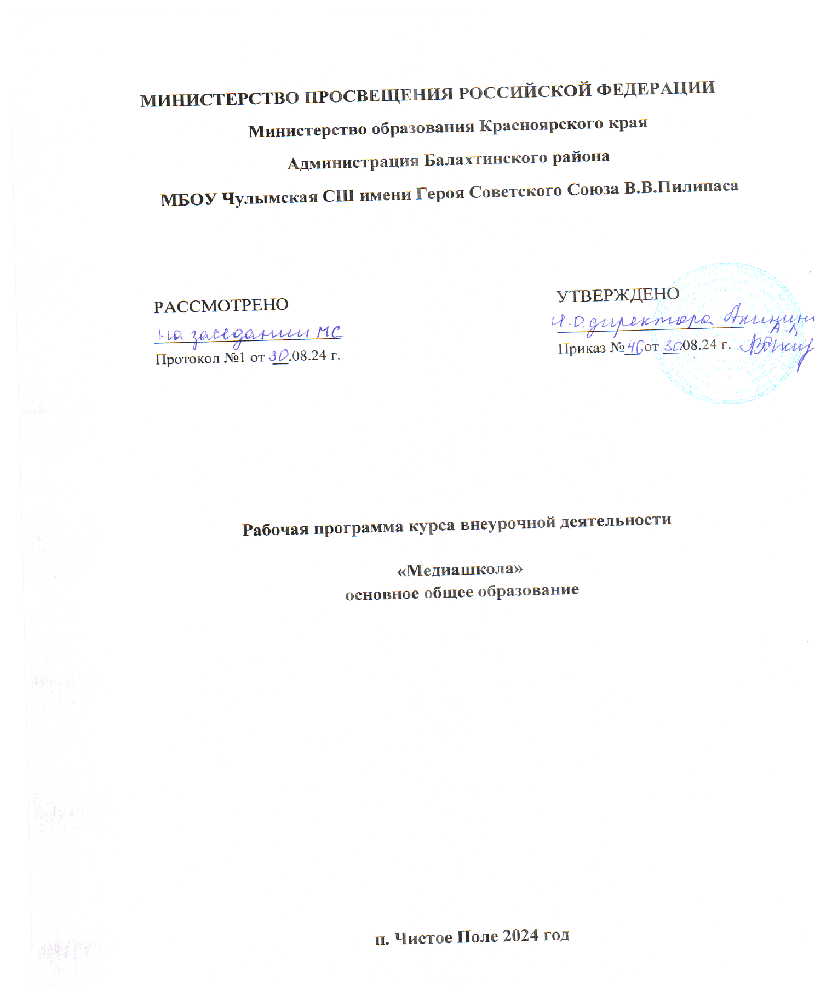 МИНИСТЕРСТВО ПРОСВЕЩЕНИЯ РОССИЙСКОЙ ФЕДЕРАЦИИ
Министерство образования Красноярского края
Администрация Балахтинского района
МБОУ Чулымская СШ имени Героя Советского Союза В.В.Пилипаса
РАССМОТРЕНО
на заседании МС
Протокол №1 от 30.08.24 г.
УТВЕРЖДЕНО
И.О. директора
Приказ №46 от 30.08.24 г.
РАЙОНА
Рабочая программа курса внеурочной деятельности
«Медиашкола»
основное общее образование
п. Чистое Поле 2024 год